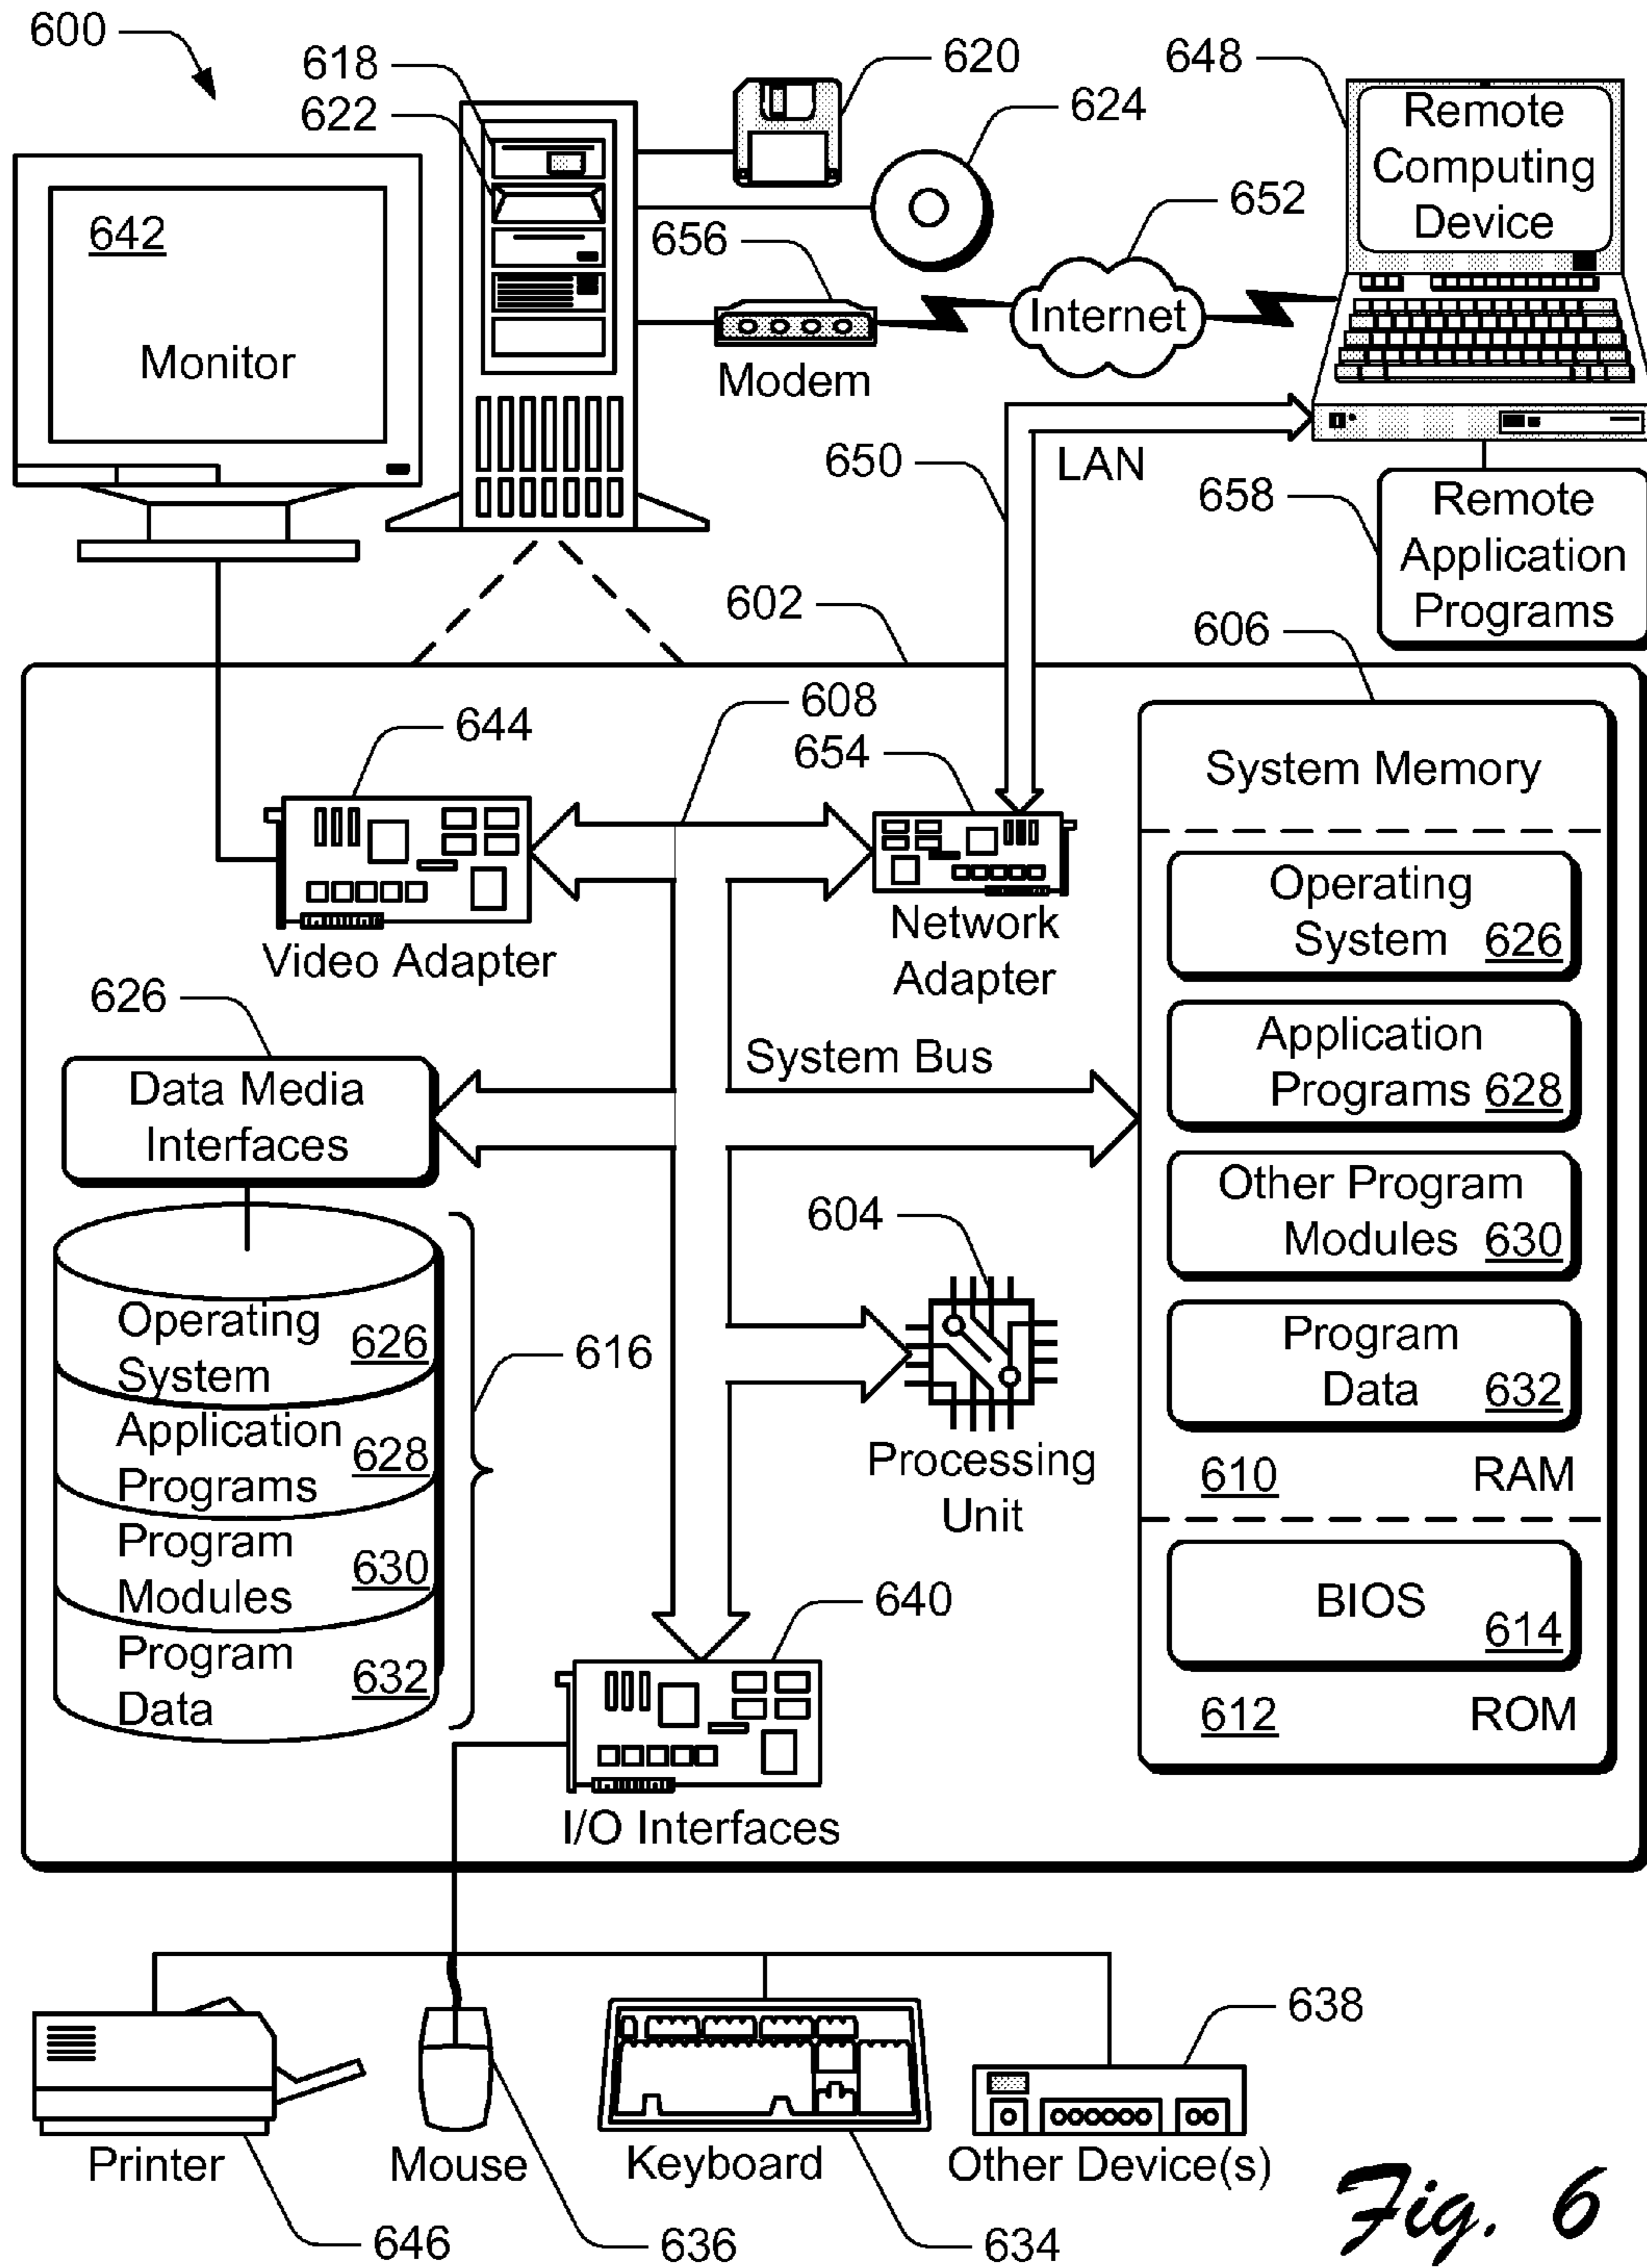 600
618
622
620
624
648
Remote
Computing
Device
642
Monitor
656
Modem
652
Internet
650
LAN
658
Remote
Application
Programs
602
606
608
644
654
Video Adapter
Network
Adapter
System Memory
Operating
System 626
Application
Programs 628
Other Program
Modules 630
Program
Data 632
610 RAM
BIOS
614
612 ROM
626
Data Media
Interfaces
System Bus
604
Processing
Unit
Operating
System 626
Application
Programs 628
Program
Modules 630
Program
Data 632
616
640
I/O Interfaces
638
Printer
Mouse
Keyboard
Other Device(s)
646
636
634
Fig. 6